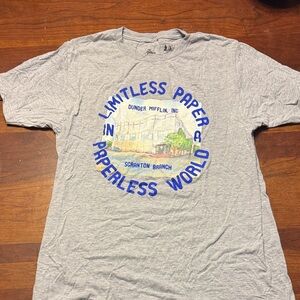 LIMITLESS PAPER
IN A
PAPERLESS WORLD
DUNDER MIFFLIN, INC
SCRANTON BRANCH